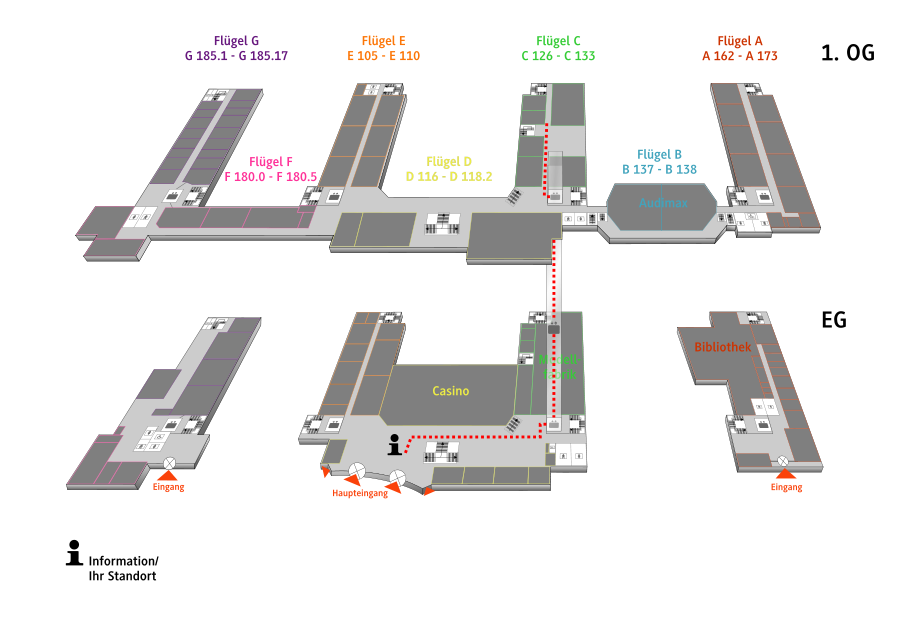 Flügel G
G 185.1 - G 185.17
Flügel E
E 105 - E 110
Flügel C
C 126 - C 133
Flügel A
A 162 - A 173
1. OG
Flügel F
F 180.0 - F 180.5
Flügel D
D 116 - D 118.2
Flügel B
B 137 - B 138
Audimax
EG
Bibliothek
Modell-
fabrik
Casino
Eingang
Haupteingang
Eingang
Information/
Ihr Standort